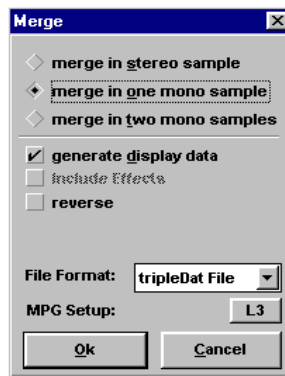 Merge
merge in stereo sample
merge in one mono sample
merge in two mono samples
generate display data
Include Effects
reverse
File Format: tripleDat File
MPG Setup: L3
Ok Cancel